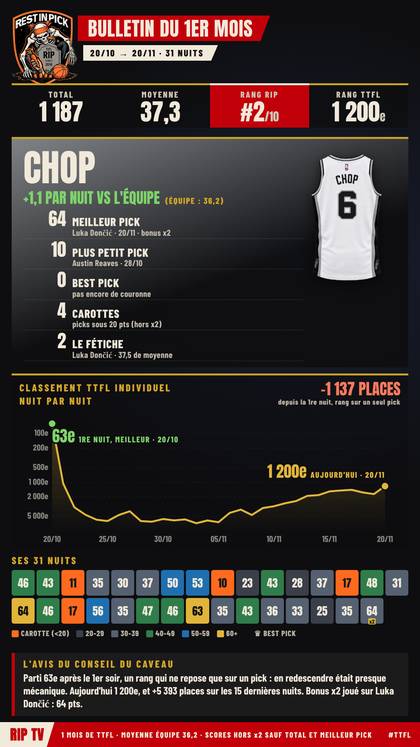 REST IN PICK
RIP
BULLETIN DU 1ER MOIS
20/10 → 20/11 · 31 NUITS
TOTAL
1 187
MOYENNE
37,3
RANG RIP
#2/10
RANG TTFL
1 200e
CHOP
+1,1 PAR NUIT VS L'ÉQUIPE (ÉQUIPE : 36,2)
64 MEILLEUR PICK
Luka Dončić · 20/11 · bonus x2
10 PLUS PETIT PICK
Austin Reaves · 28/10
0 BEST PICK
pas encore de couronne
4 CAROTTES
picks sous 20 pts (hors x2)
2 LE FÉTICHE
Luka Dončić · 37,5 de moyenne
CHOP
6
CLASSEMENT TTFL INDIVIDUEL
NUIT PAR NUIT
-1 137 PLACES
depuis la 1re nuit, rang sur un seul pick
100e
200e
500e
1 000e
2 000e
5 000e
63e 1RE NUIT, MEILLEUR · 20/10
1 200e AUJOURD'HUI · 20/11
20/10 25/10 30/10 05/11 10/11 15/11 20/11
SES 31 NUITS
46 43 11 35 30 37 50 53 10 23 43 28 37 17 48 31
64 46 17 56 35 47 46 63 35 43 36 33 25 35 64
x2
CAROTTE (<20) 20-29 30-39 40-49 50-59 60+ BEST PICK
L'AVIS DU CONSEIL DU CAVEAU
Parti 63e après le 1er soir, un rang qui ne repose que sur un pick : en redescendre était presque
mécanique. Aujourd'hui 1 200e, et +5 393 places sur les 15 dernières nuits. Bonus x2 joué sur Luka
Dončić : 64 pts.
RIP TV 1 MOIS DE TTFL · MOYENNE ÉQUIPE 36,2 · SCORES HORS x2 SAUF TOTAL ET MEILLEUR PICK #TTFL